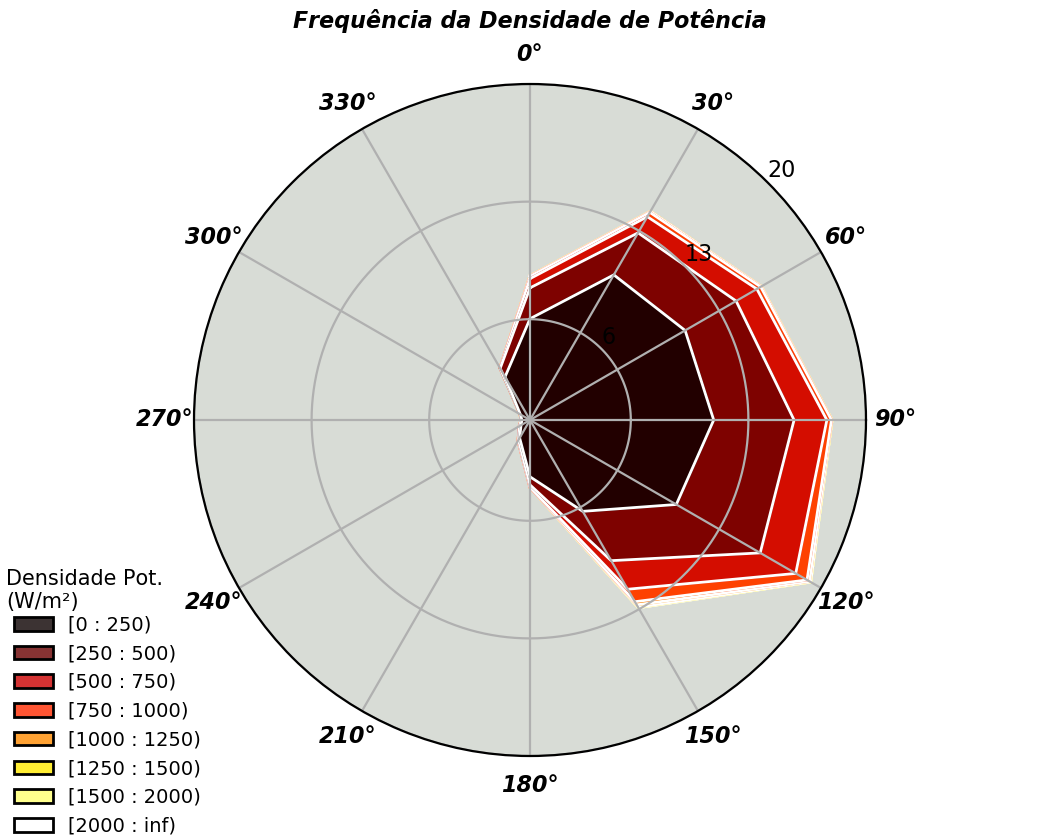 Frequência da Densidade de Potência
0°
330°
30°
20
300°
60°
13
6
270°
90°
Densidade Pot.
(W/m²)
240°
120°
[0 : 250)
[250 : 500)
[500 : 750)
[750 : 1000)
[1000 : 1250)
[1250 : 1500)
[1500 : 2000)
[2000 : inf)
210°
150°
180°